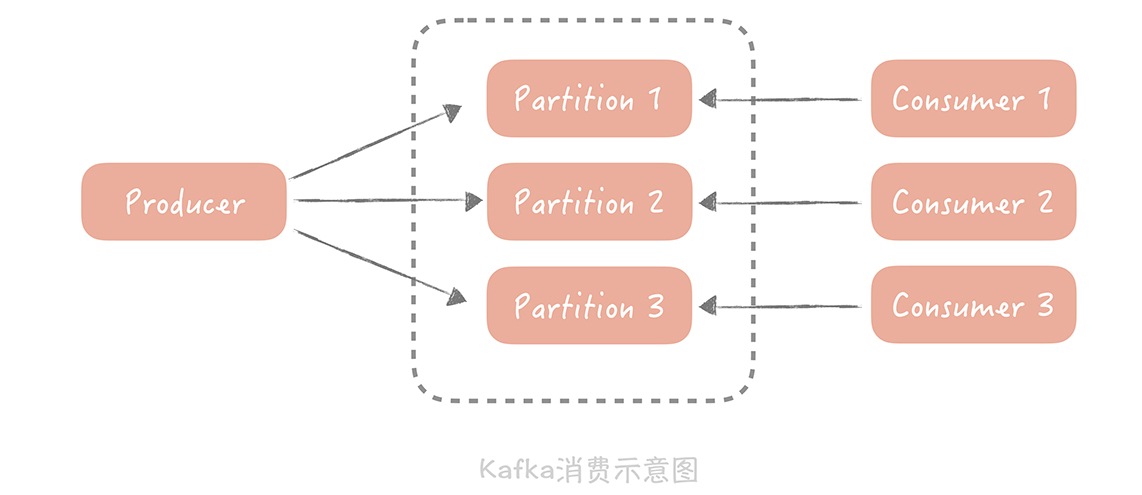 Partition 1
Consumer 1
Producer
Partition 2
Consumer 2
Partition 3
Consumer 3
Kafka消费示意图